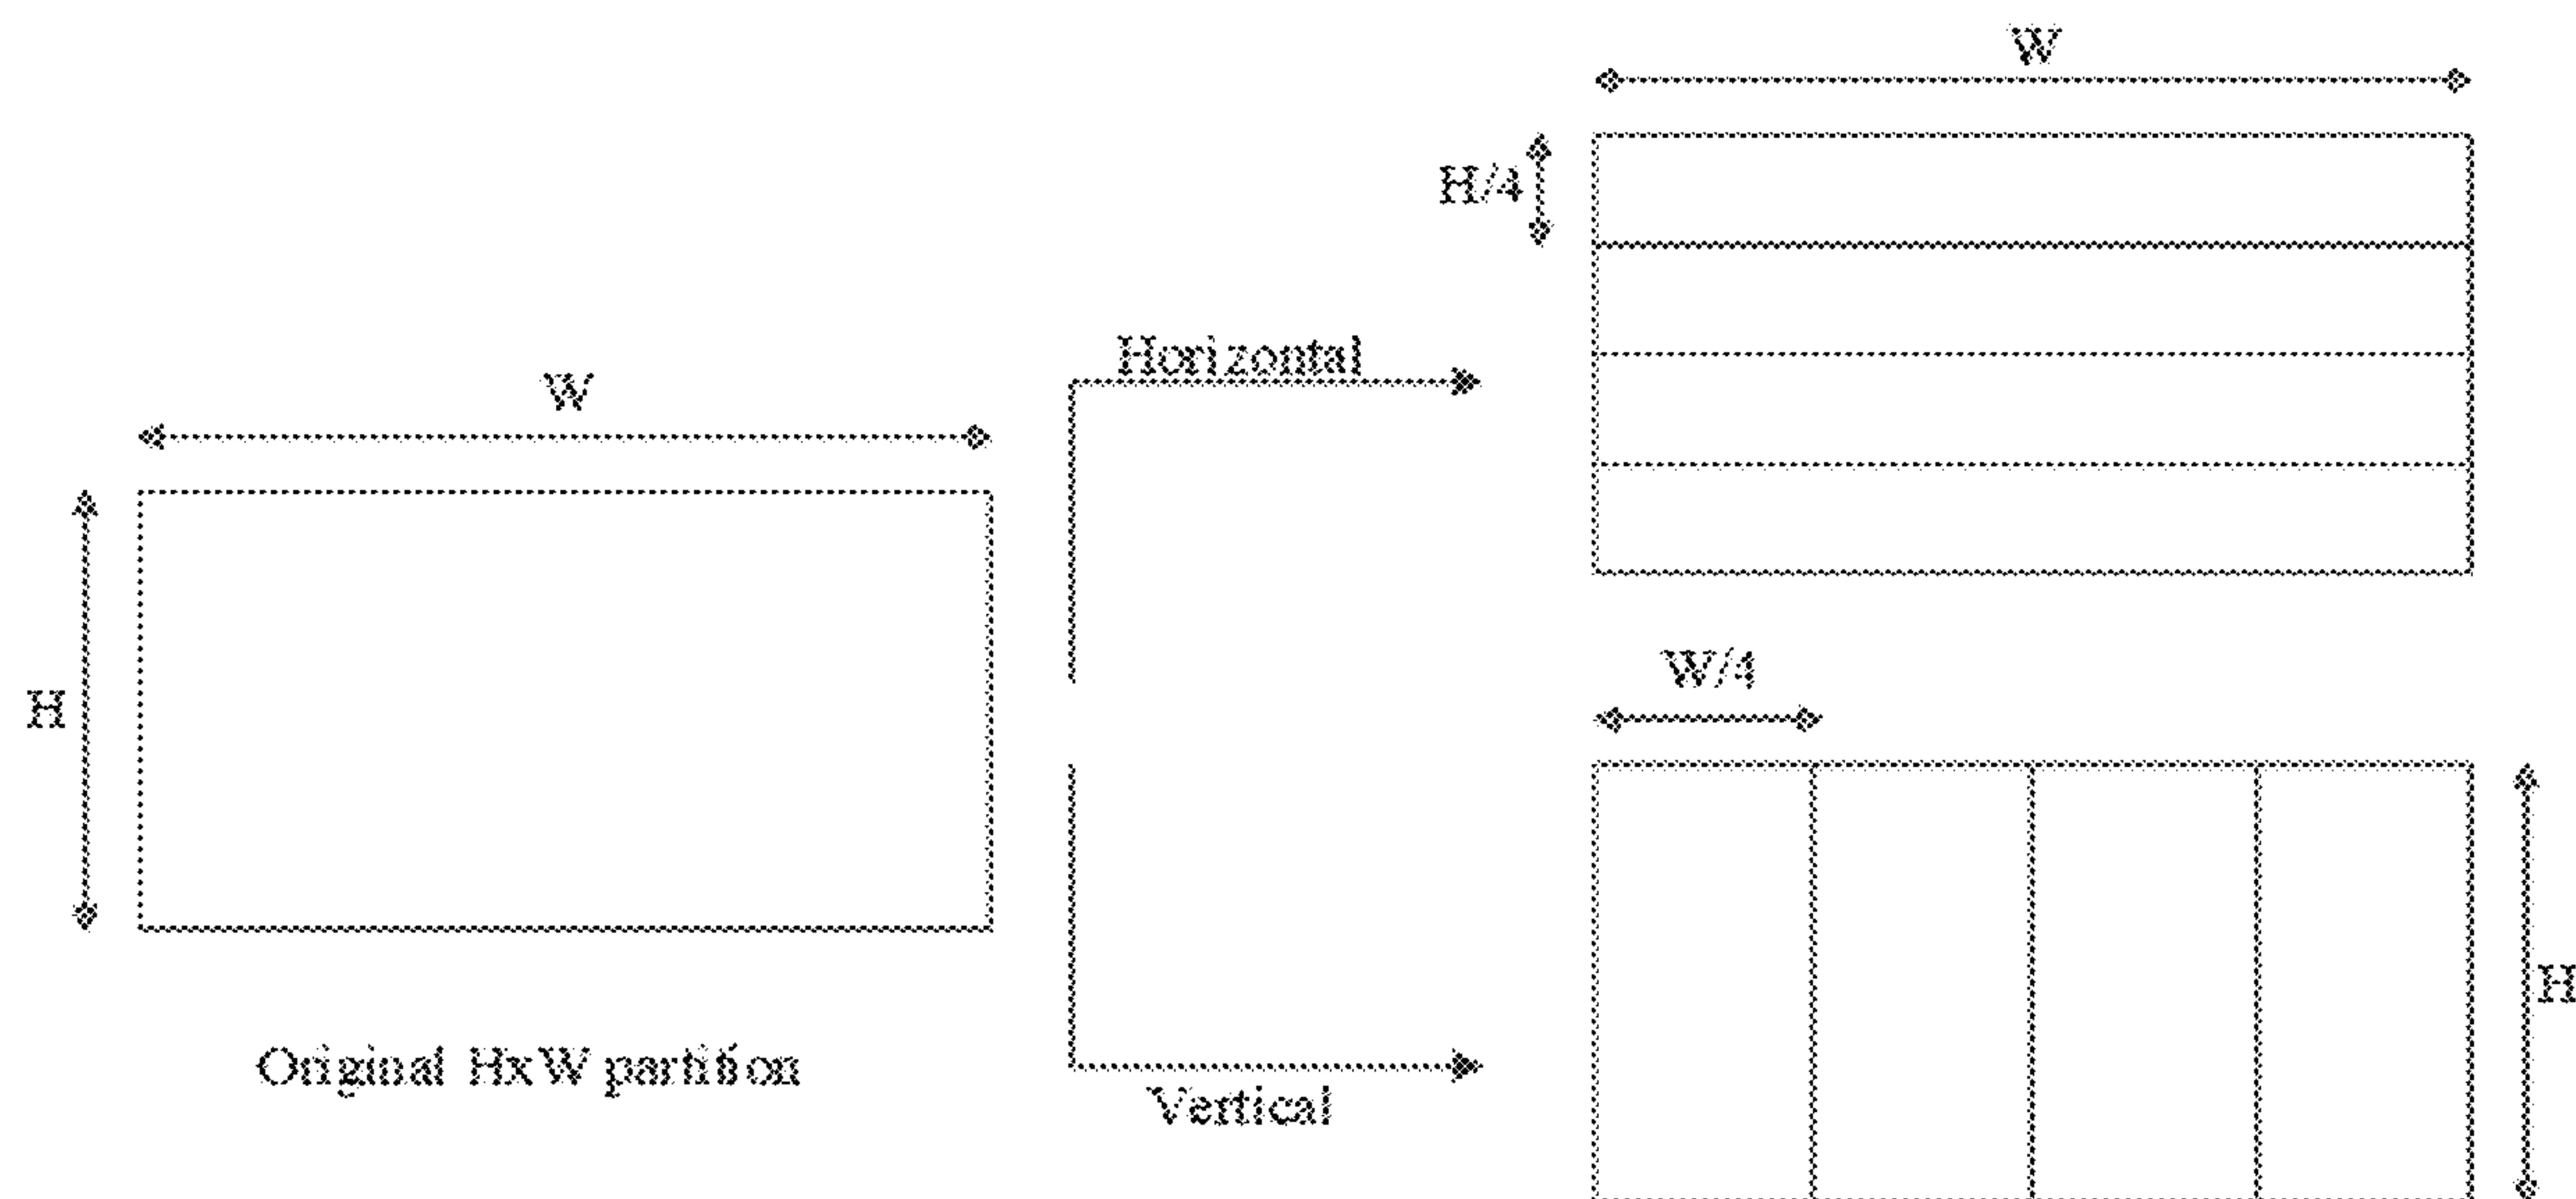 W
H/4
Horizontal
W
H
W/4
H
Original HxW partition
Vertical